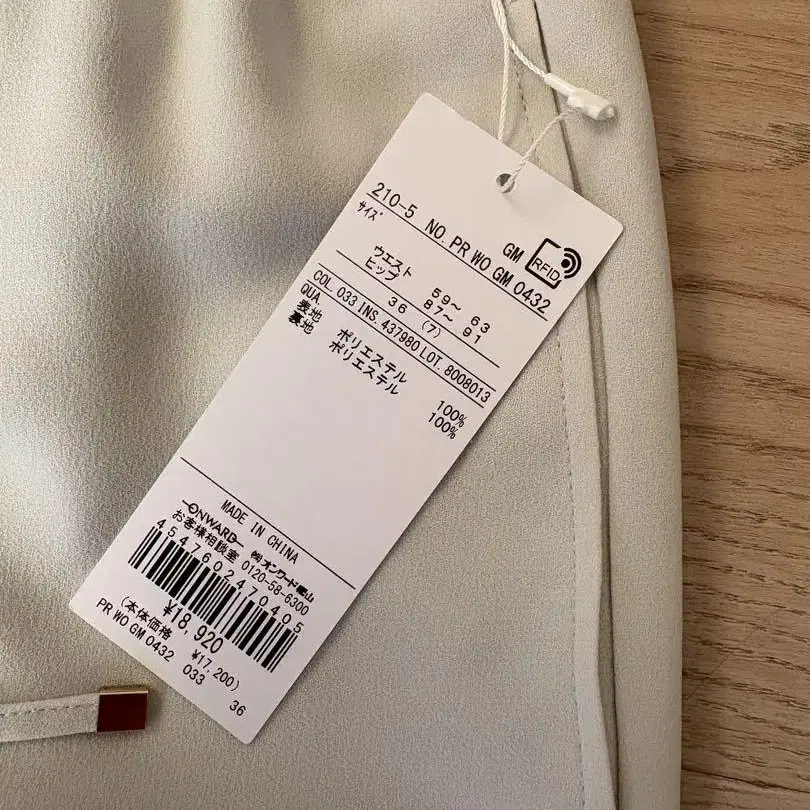 210-5 NO. PR WO GM 0432
サイズ GM
RFID
ウエスト 59～ 63
ヒップ 87～ 91
36 (7)
COL. 033 INS. 437980 LOT. 8008013
QUA.
表地 ポリエステル 100%
裏地 ポリエステル 100%
MADE IN CHINA
ONWARD ㈱オンワード樫山
お客様相談室 0120-58-6300
4547602470405
¥18,920
(本体価格 ¥17,200)
PR WO GM 0432 033 36